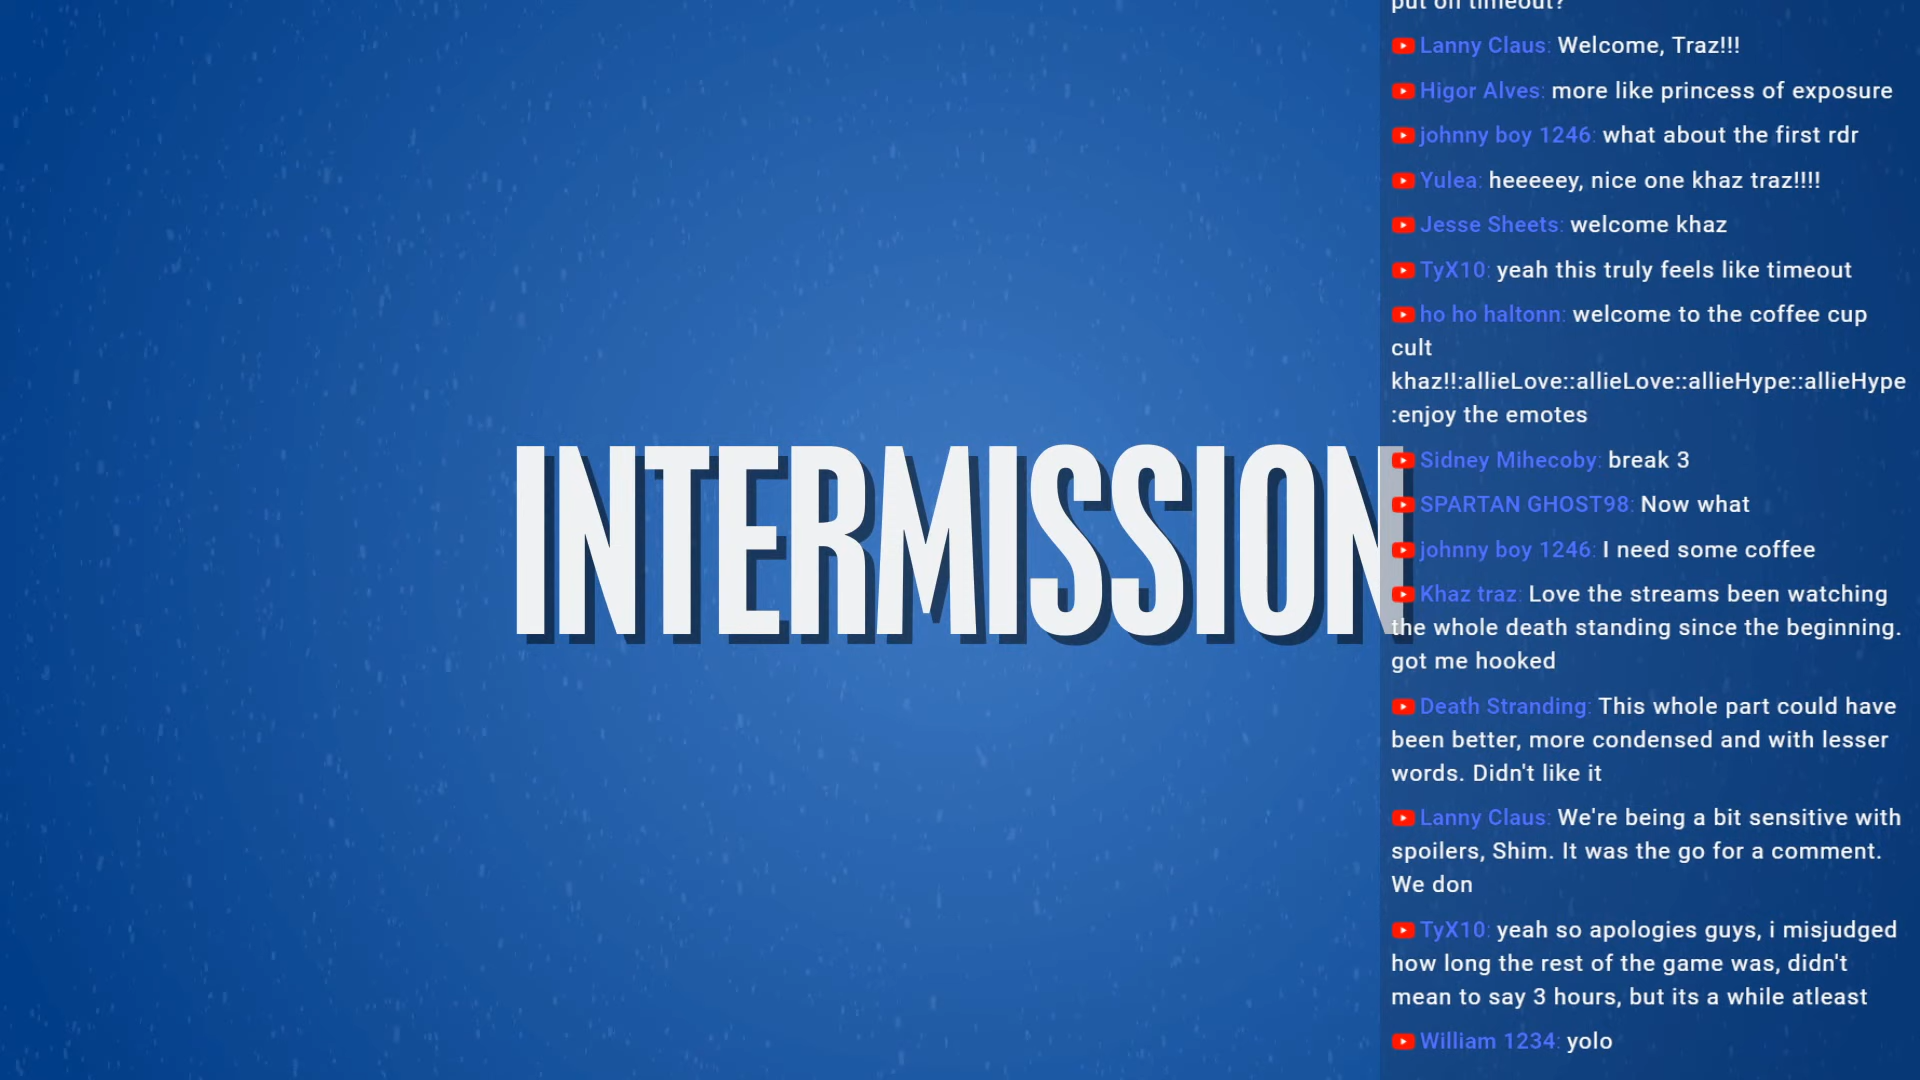 put on timeout?
Lanny Claus: Welcome, Traz!!!
Higor Alves: more like princess of exposure
johnny boy 1246: what about the first rdr
Yulea: heeeeey, nice one khaz traz!!!!
Jesse Sheets: welcome khaz
TyX10: yeah this truly feels like timeout
ho ho haltonn: welcome to the coffee cup
cult
khaz!!:allieLove::allieLove::allieHype::allieHype
:enjoy the emotes
INTERMISSION
Sidney Mihecoby: break 3
SPARTAN GHOST98: Now what
johnny boy 1246: I need some coffee
Khaz traz: Love the streams been watching
the whole death standing since the beginning.
got me hooked
Death Stranding: This whole part could have
been better, more condensed and with lesser
words. Didn't like it
Lanny Claus: We're being a bit sensitive with
spoilers, Shim. It was the go for a comment.
We don
TyX10: yeah so apologies guys, i misjudged
how long the rest of the game was, didn't
mean to say 3 hours, but its a while atleast
William 1234: yolo